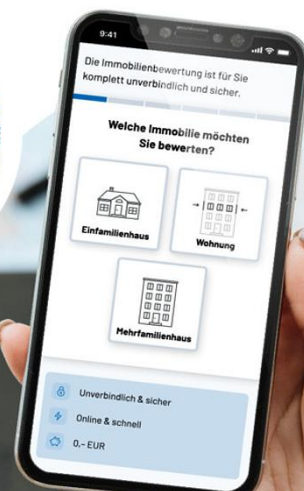 9:41
Die Immobilienbewertung ist für Sie
komplett unverbindlich und sicher.
Welche Immobilie möchten
Sie bewerten?
Einfamilienhaus
Wohnung
Mehrfamilienhaus
Unverbindlich & sicher
Online & schnell
0,- EUR